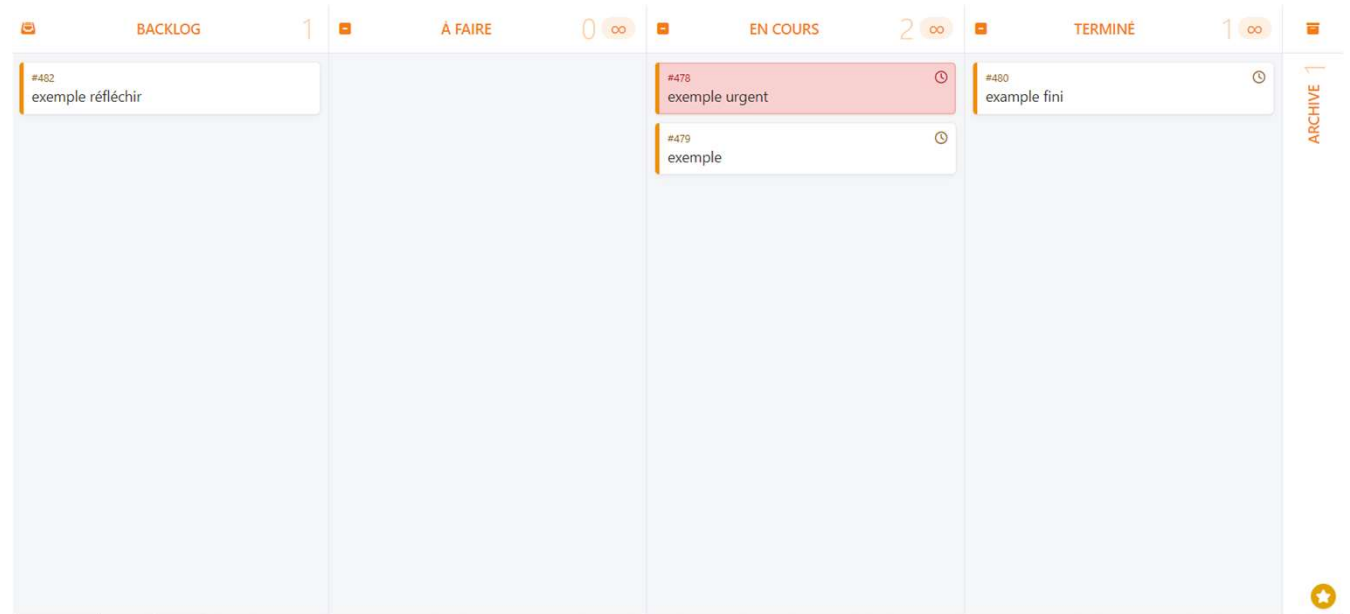 BACKLOG 1
À FAIRE 0 ∞
EN COURS 2 ∞
TERMINÉ 1 ∞
#482
exemple réfléchir
#478
exemple urgent
#479
exemple
#480
example fini
ARCHIVE 1